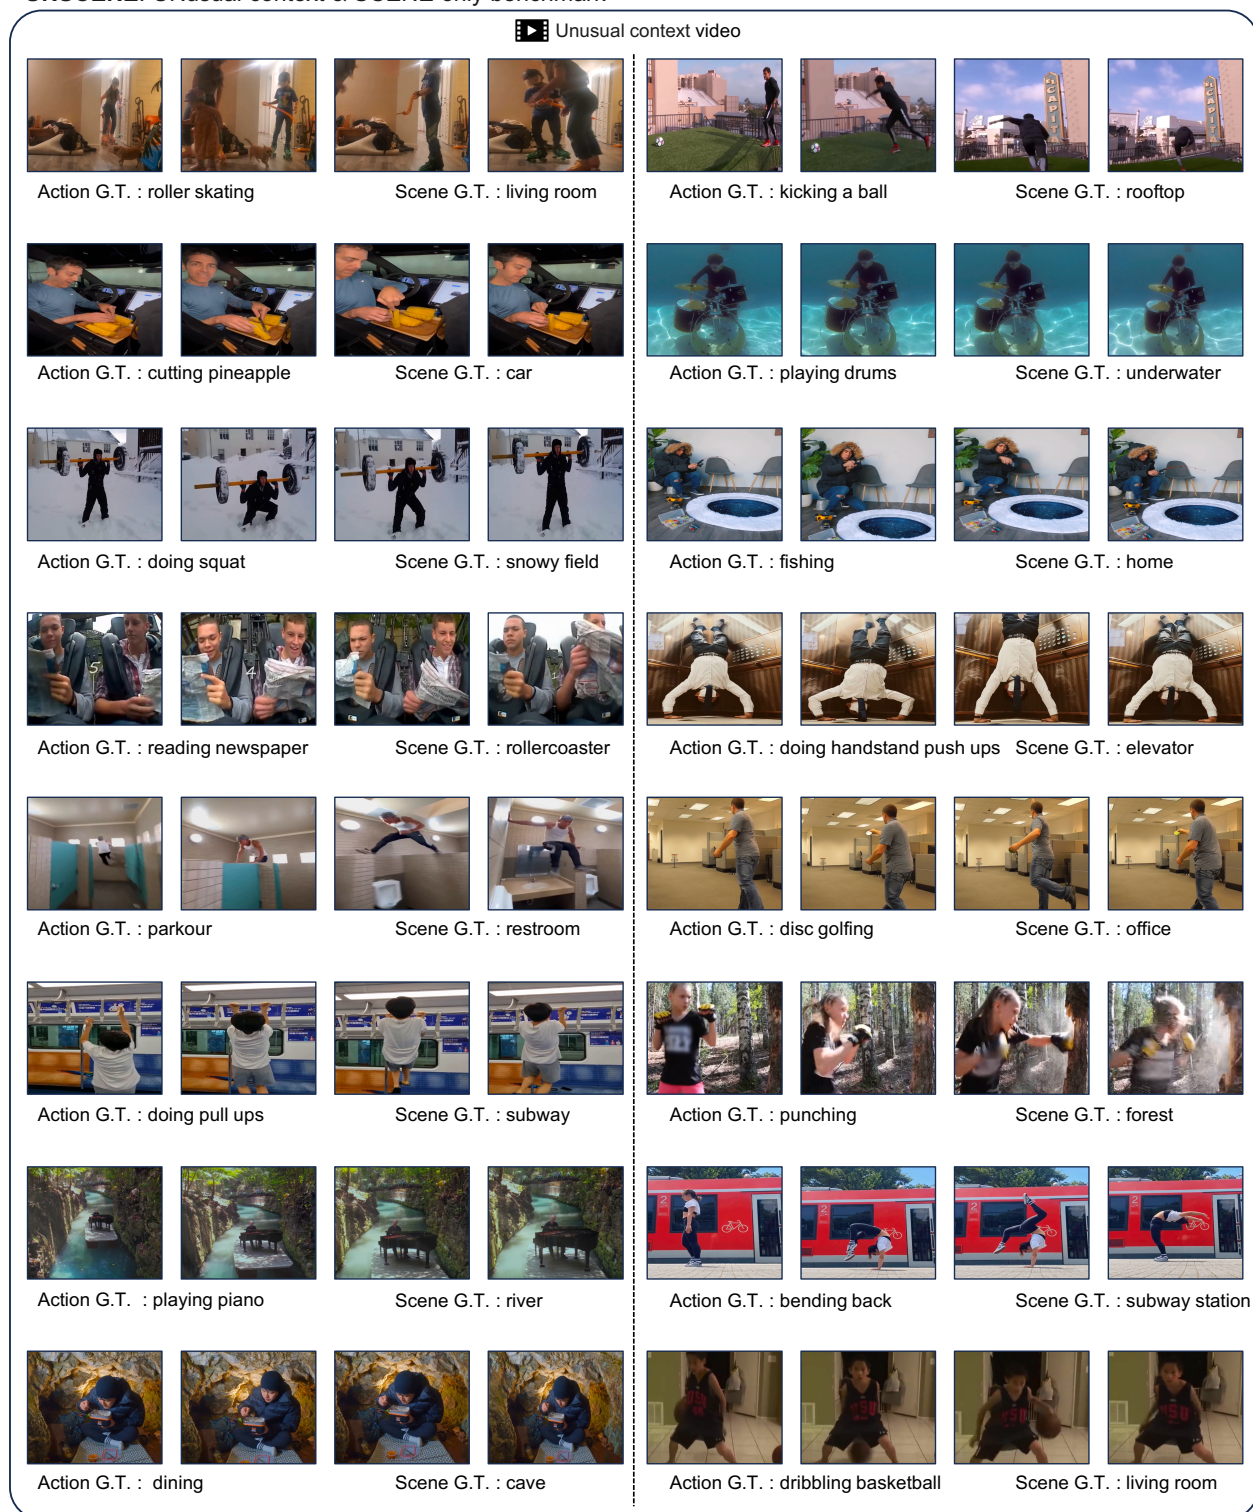 Unusual context video
Action G.T. : roller skating
Scene G.T. : living room
Action G.T. : kicking a ball
Scene G.T. : rooftop
Action G.T. : cutting pineapple
Scene G.T. : car
Action G.T. : playing drums
Scene G.T. : underwater
Action G.T. : doing squat
Scene G.T. : snowy field
Action G.T. : fishing
Scene G.T. : home
5
4
Action G.T. : reading newspaper
Scene G.T. : rollercoaster
Action G.T. : doing handstand push ups
Scene G.T. : elevator
Action G.T. : parkour
Scene G.T. : restroom
Action G.T. : disc golfing
Scene G.T. : office
Action G.T. : doing pull ups
Scene G.T. : subway
Action G.T. : punching
Scene G.T. : forest
2
2
Action G.T. : playing piano
Scene G.T. : river
Action G.T. : bending back
Scene G.T. : subway station
Action G.T. : dining
Scene G.T. : cave
Action G.T. : dribbling basketball
Scene G.T. : living room